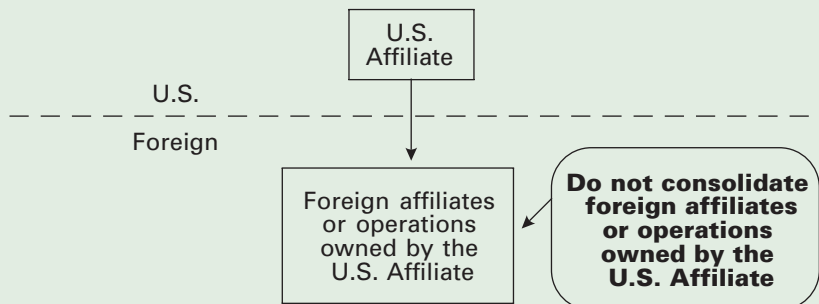 U.S.
Affiliate
U.S.
Foreign
Foreign affiliates
or operations
owned by the
U.S. Affiliate
Do not consolidate
foreign affiliates
or operations
owned by the
U.S. Affiliate